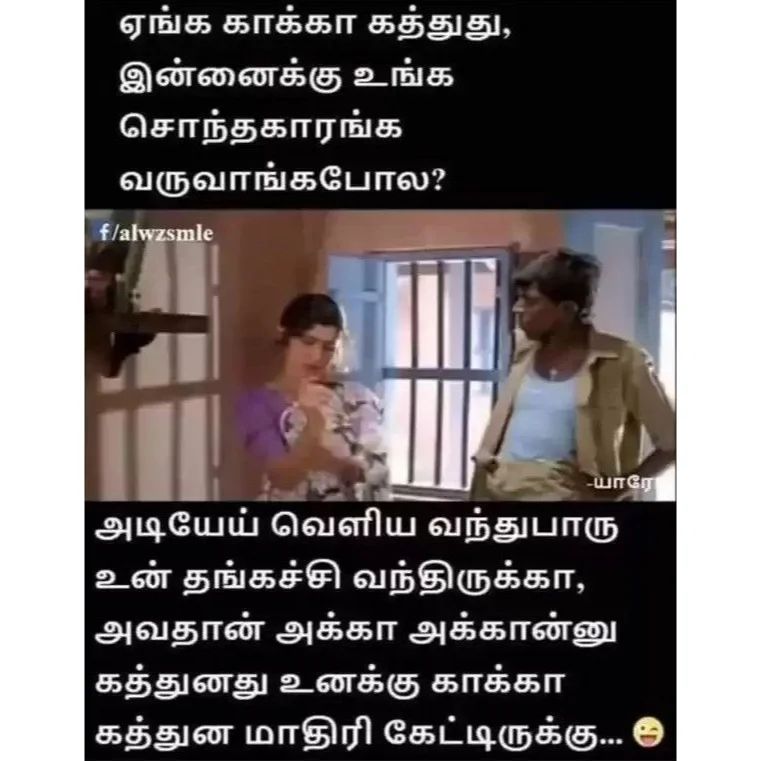 ஏங்க காக்கா கத்துது,
இன்னைக்கு உங்க
சொந்தகாரங்க
வருவாங்கபோல?
f/alwzsmle
-யாரோ
அடியேய் வெளிய வந்துபாரு
உன் தங்கச்சி வந்திருக்கா,
அவதான் அக்கா அக்கான்னு
கத்துனது உனக்கு காக்கா
கத்துன மாதிரி கேட்டிருக்கு... 😜